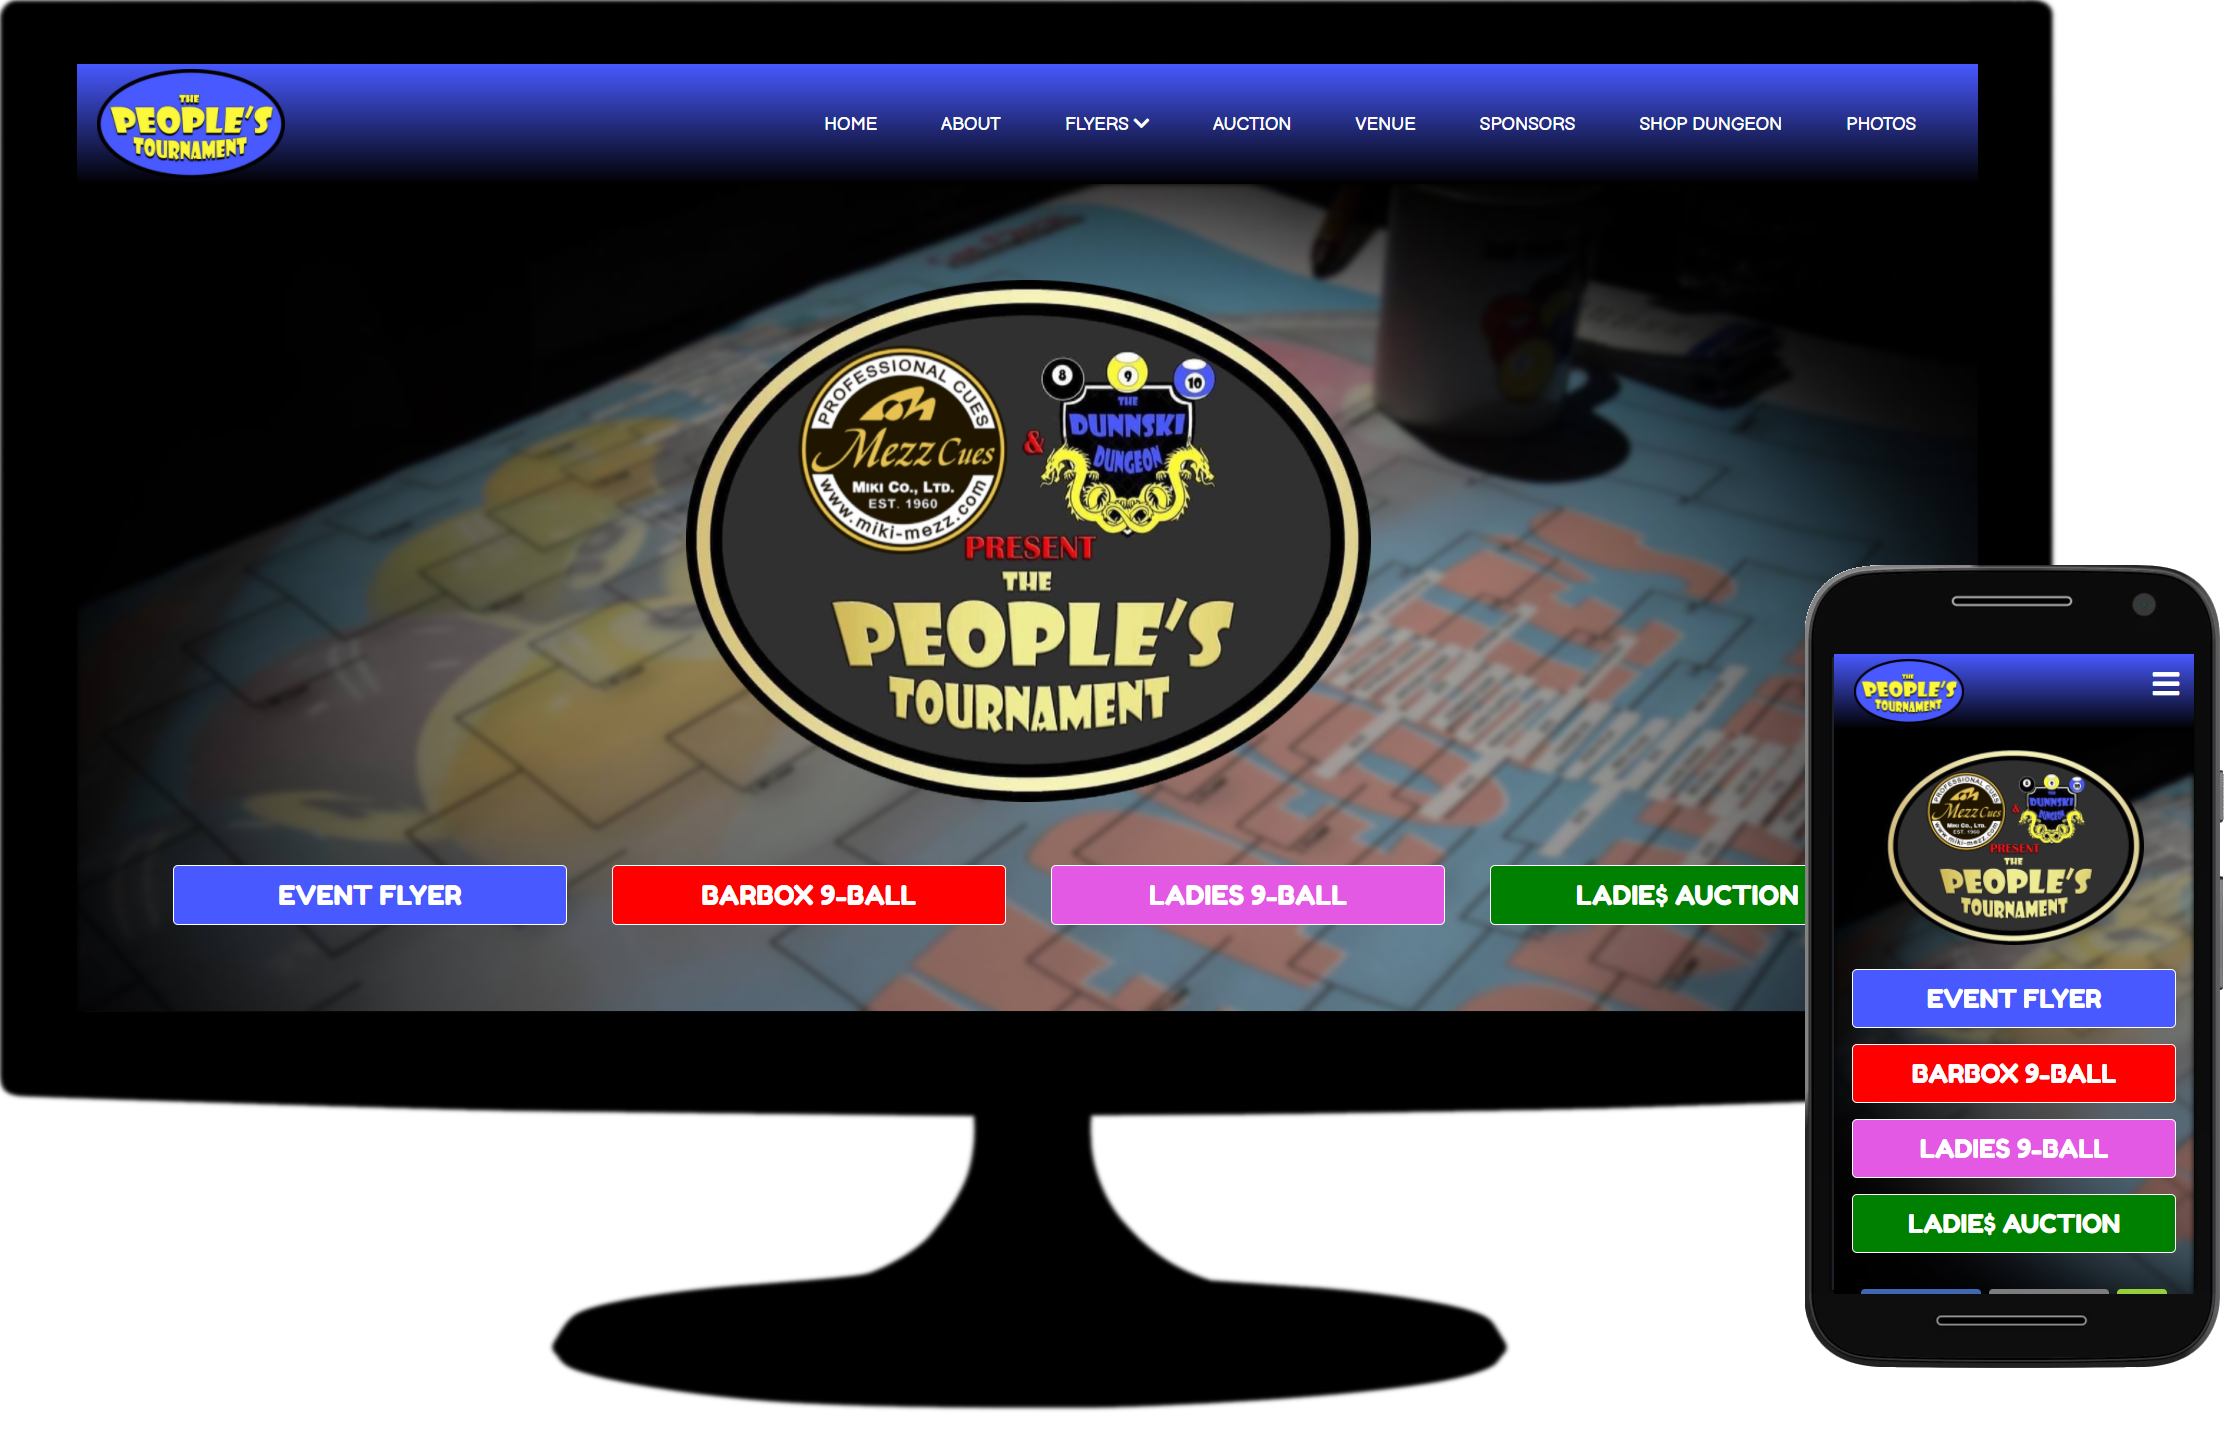 THE
PEOPLE'S
TOURNAMENT
HOME ABOUT FLYERS AUCTION VENUE SPONSORS SHOP DUNGEON PHOTOS
PROFESSIONAL CUES
Mezz Cues
MIKI CO., LTD.
EST. 1960
www.miki-mezz.com
&
8 9 10
THE
DUNNSKI
DUNGEON
PRESENT
THE
PEOPLE'S
TOURNAMENT
EVENT FLYER BARBOX 9-BALL LADIES 9-BALL LADIE$ AUCTION
THE
PEOPLE'S
TOURNAMENT
PROFESSIONAL CUES
Mezz Cues
MIKI CO., LTD.
EST. 1960
www.miki-mezz.com
&
8 9 10
THE
DUNNSKI
DUNGEON
PRESENT
THE
PEOPLE'S
TOURNAMENT
EVENT FLYER
BARBOX 9-BALL
LADIES 9-BALL
LADIE$ AUCTION